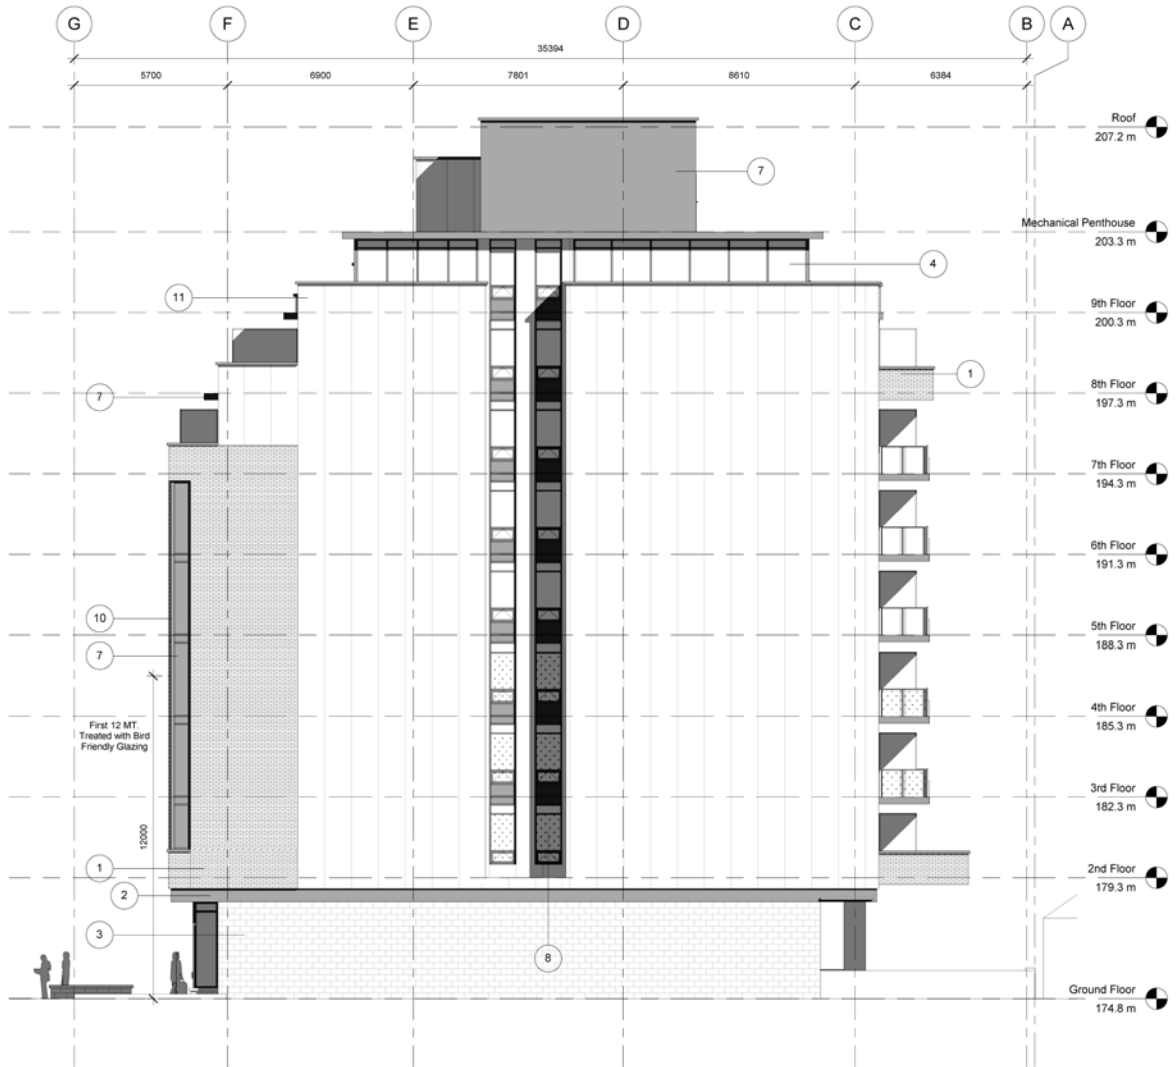 G F E D C B A
35394
5700 6900 7801 8610 6384
Roof
207.2 m
7
Mechanical Penthouse
203.3 m
4
11
9th Floor
200.3 m
1
7
8th Floor
197.3 m
7th Floor
194.3 m
6th Floor
191.3 m
10
5th Floor
188.3 m
7
4th Floor
185.3 m
First 12 MT.
Treated with Bird
Friendly Glazing
3rd Floor
182.3 m
12000
1
2nd Floor
179.3 m
2
3
8
Ground Floor
174.8 m